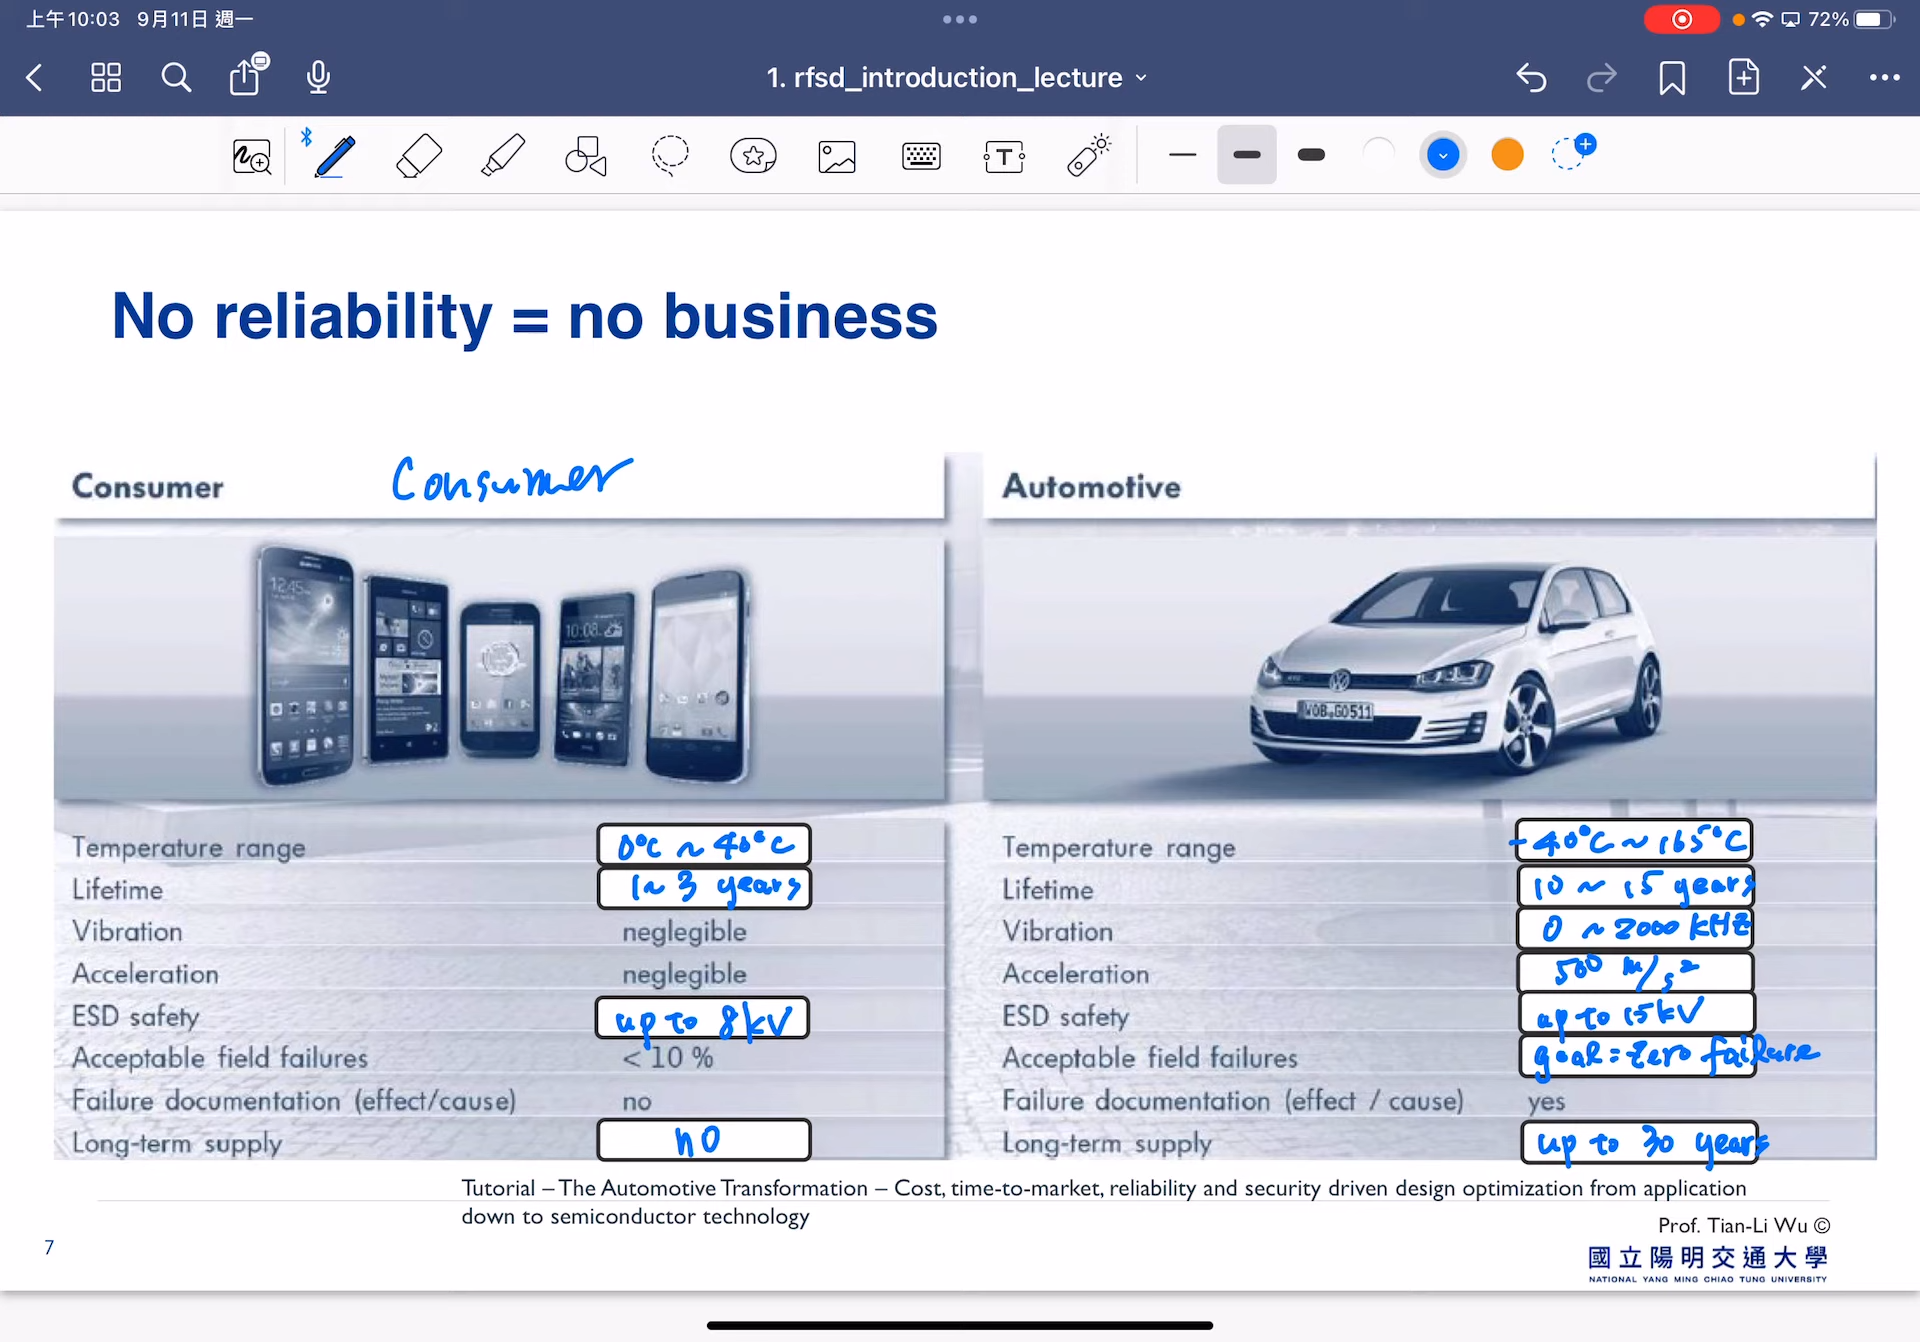 上午10:03 9月11日 週一
72%
1. rfsd_introduction_lecture
T
No reliability = no business
Consumer Consumer
Automotive
12:45
10:08
WOB GO511
Temperature range 0°C ~ 40°C
Lifetime 1~3 years
Vibration neglegible
Acceleration neglegible
ESD safety up to 8kV
Acceptable field failures < 10 %
Failure documentation (effect/cause) no
Long-term supply no
Temperature range -40°C ~ 165°C
Lifetime 10 ~ 15 years
Vibration 0 ~ 2000 kHz
Acceleration 500 m/s²
ESD safety up to 15kV
Acceptable field failures goal = zero failure
Failure documentation (effect / cause) yes
Long-term supply up to 30 years
Tutorial – The Automotive Transformation – Cost, time-to-market, reliability and security driven design optimization from application
down to semiconductor technology
Prof. Tian-Li Wu ©
7
國立陽明交通大學
NATIONAL YANG MING CHIAO TUNG UNIVERSITY